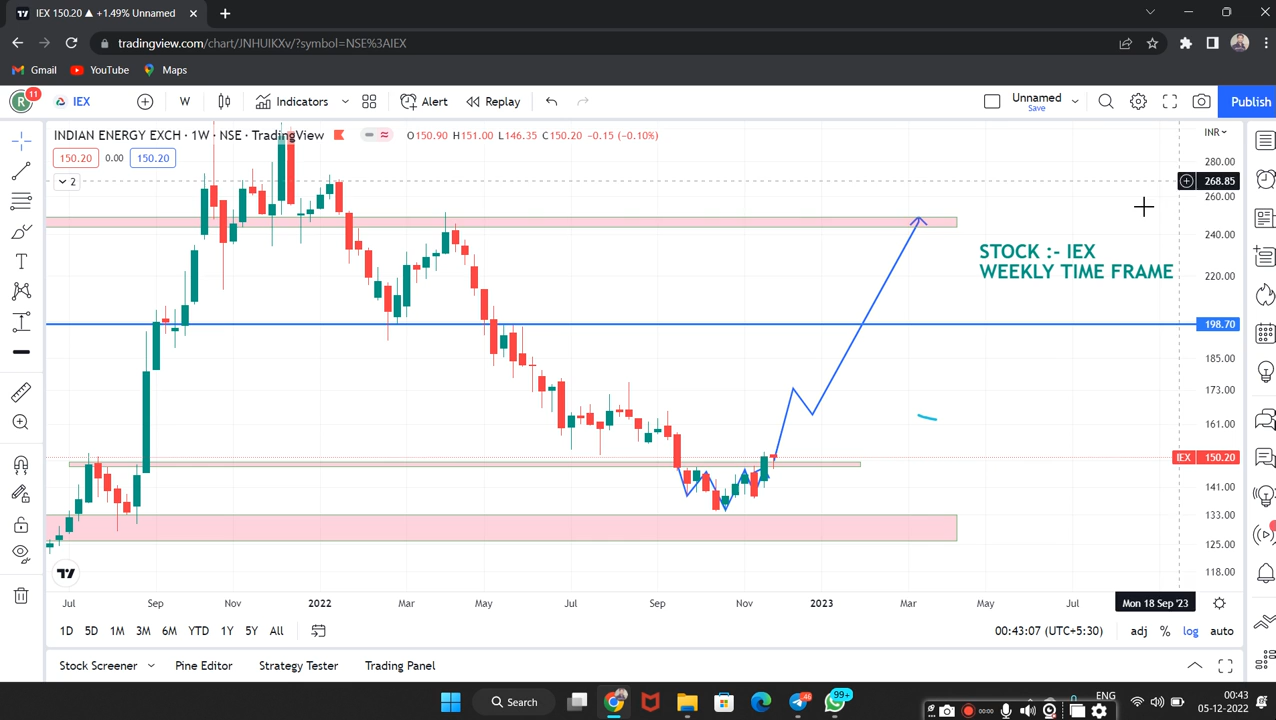 IEX 150.20 ▲ +1.49% Unnamed
tradingview.com/chart/JNHUIKXv/?symbol=NSE%3AIEX
Gmail YouTube Maps
R 11 IEX W Indicators Alert Replay Unnamed Save Publish
INDIAN ENERGY EXCH · 1W · NSE · TradingView O150.90 H151.00 L146.35 C150.20 -0.15 (-0.10%) INR
150.20 0.00 150.20
2
280.00
268.85
260.00
240.00
STOCK :- IEX
WEEKLY TIME FRAME
220.00
198.70
185.00
173.00
161.00
IEX 150.20
141.00
133.00
125.00
118.00
Jul Sep Nov 2022 Mar May Jul Sep Nov 2023 Mar May Jul Mon 18 Sep '23
1D 5D 1M 3M 6M YTD 1Y 5Y All 00:43:07 (UTC+5:30) adj % log auto
Stock Screener Pine Editor Strategy Tester Trading Panel
Search 46 99+ 00:00 ENG 00:43
05-12-2022